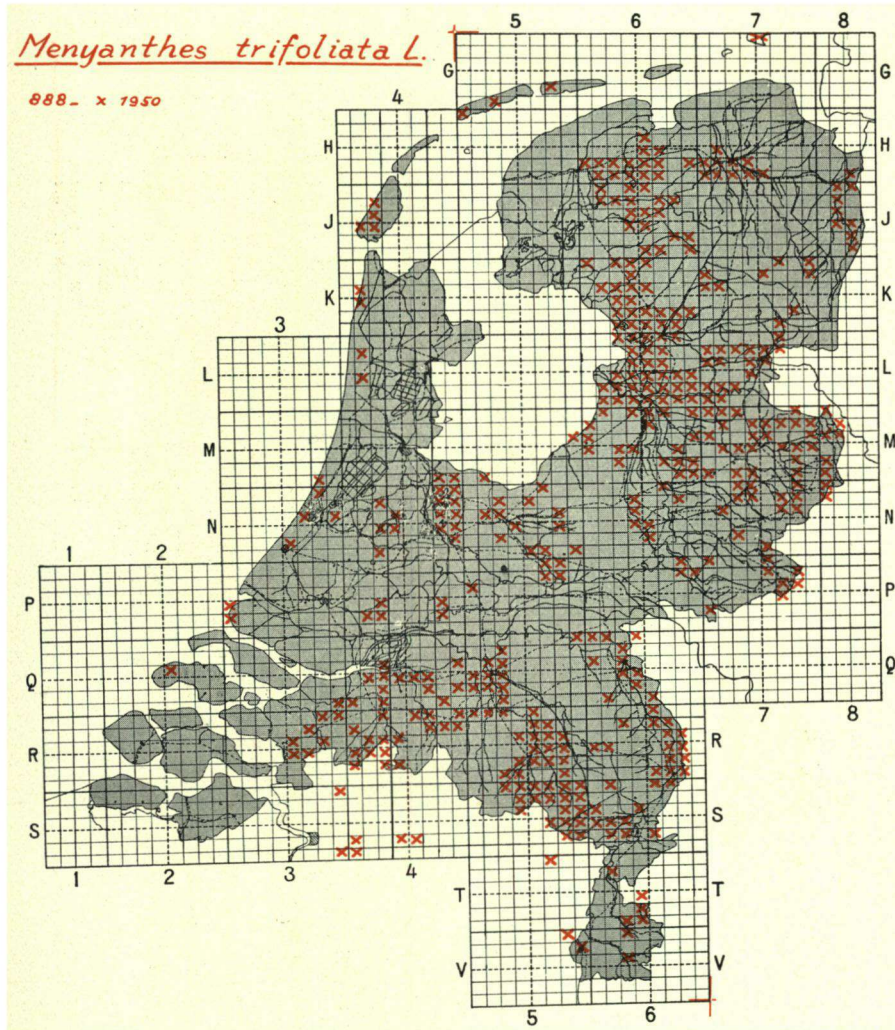 Menyanthes trifoliata L.
888_ x 1950
5 6 7 8
G G
4
H H
J J
3
K K
L L
M M
N N
1 2
P P
Q Q
7 8
R R
S S
1 2 3 4
T T
V V
5 6